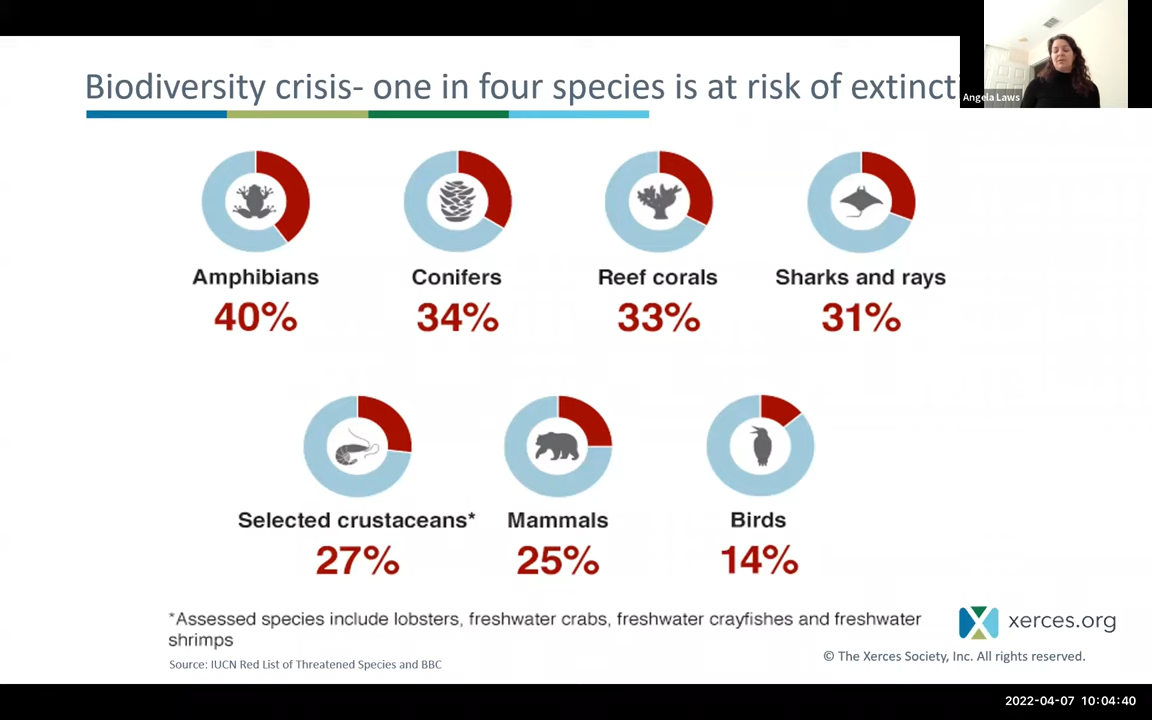 Biodiversity crisis- one in four species is at risk of extincti
Angela Laws
Amphibians
40%
Conifers
34%
Reef corals
33%
Sharks and rays
31%
Selected crustaceans*
27%
Mammals
25%
Birds
14%
*Assessed species include lobsters, freshwater crabs, freshwater crayfishes and freshwater
shrimps
Source: IUCN Red List of Threatened Species and BBC
xerces.org
© The Xerces Society, Inc. All rights reserved.
2022-04-07 10:04:40